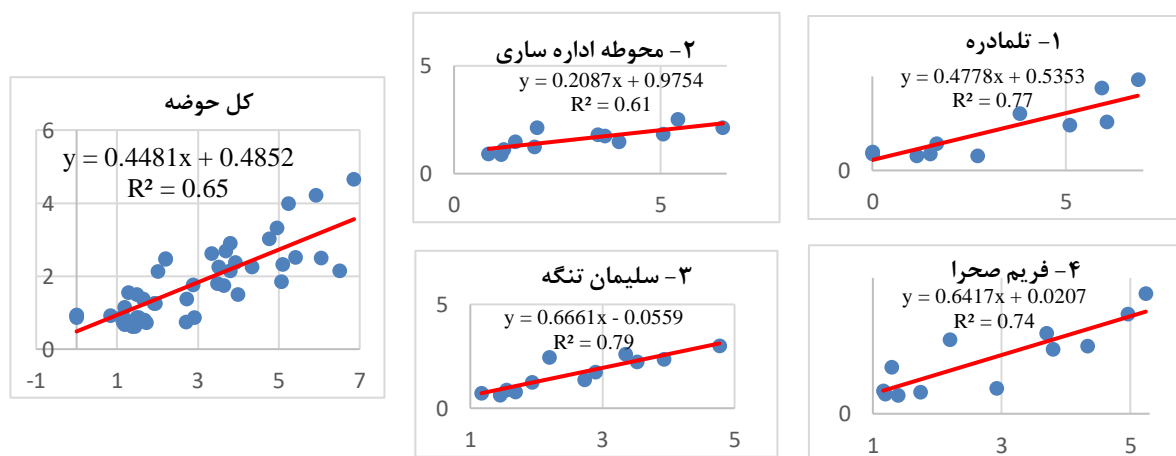 کل حوضه
y = 0.4481x + 0.4852
R² = 0.65
6
4
2
0
-1 1 3 5 7
۲- محوطه اداره ساری
y = 0.2087x + 0.9754
R² = 0.61
5
0
0 5
۱- تلمادره
y = 0.4778x + 0.5353
R² = 0.77
0
0 5
۳- سلیمان تنگه
y = 0.6661x - 0.0559
R² = 0.79
5
0
1 3 5
۴- فریم صحرا
y = 0.6417x + 0.0207
R² = 0.74
0
1 3 5